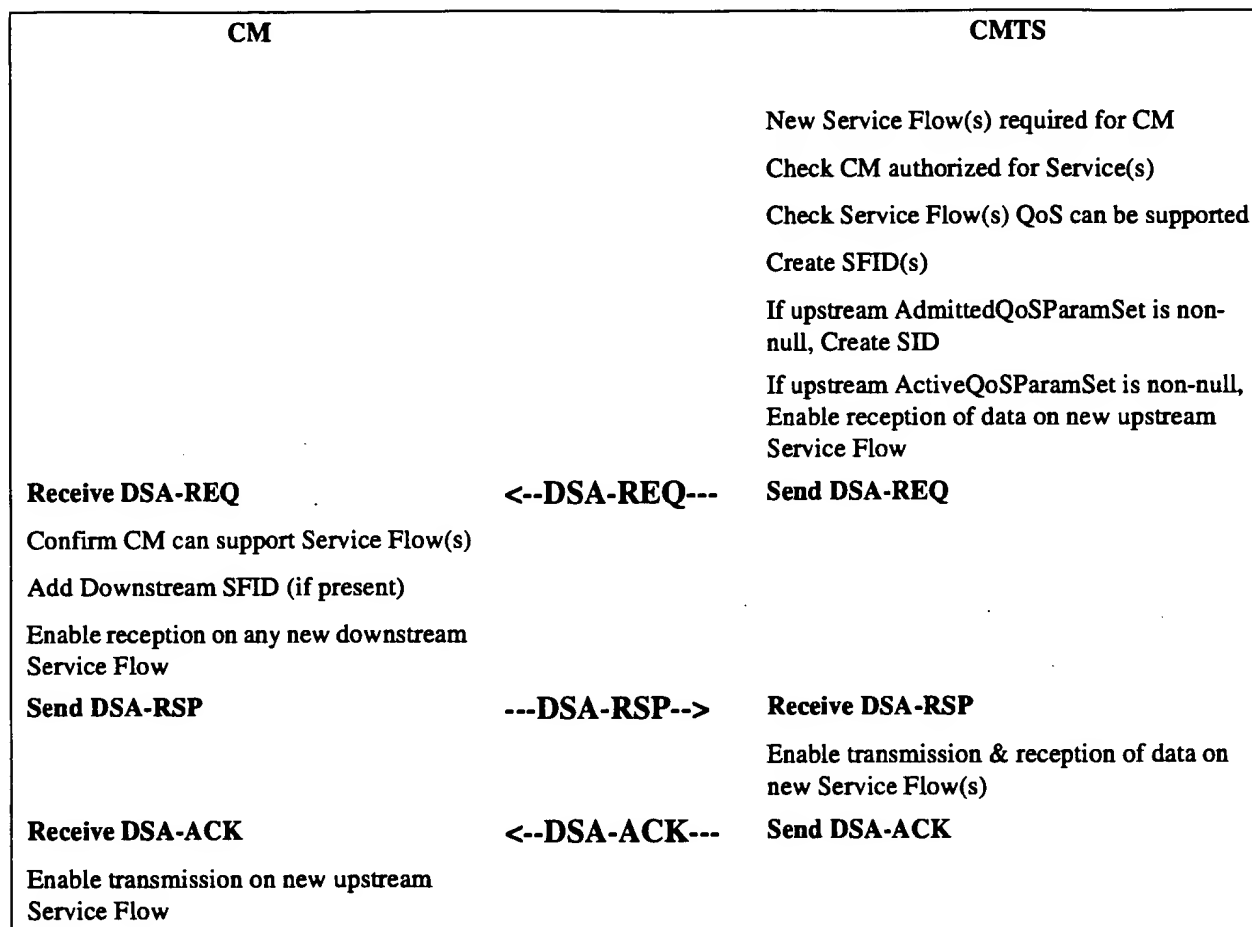 CM CMTS
New Service Flow(s) required for CM
Check CM authorized for Service(s)
Check Service Flow(s) QoS can be supported
Create SFID(s)
If upstream AdmittedQoSParamSet is non-
null, Create SID
If upstream ActiveQoSParamSet is non-null,
Enable reception of data on new upstream
Service Flow
Receive DSA-REQ <--DSA-REQ--- Send DSA-REQ
Confirm CM can support Service Flow(s)
Add Downstream SFID (if present)
Enable reception on any new downstream
Service Flow
Send DSA-RSP ---DSA-RSP--> Receive DSA-RSP
Enable transmission & reception of data on
new Service Flow(s)
Receive DSA-ACK <--DSA-ACK--- Send DSA-ACK
Enable transmission on new upstream
Service Flow